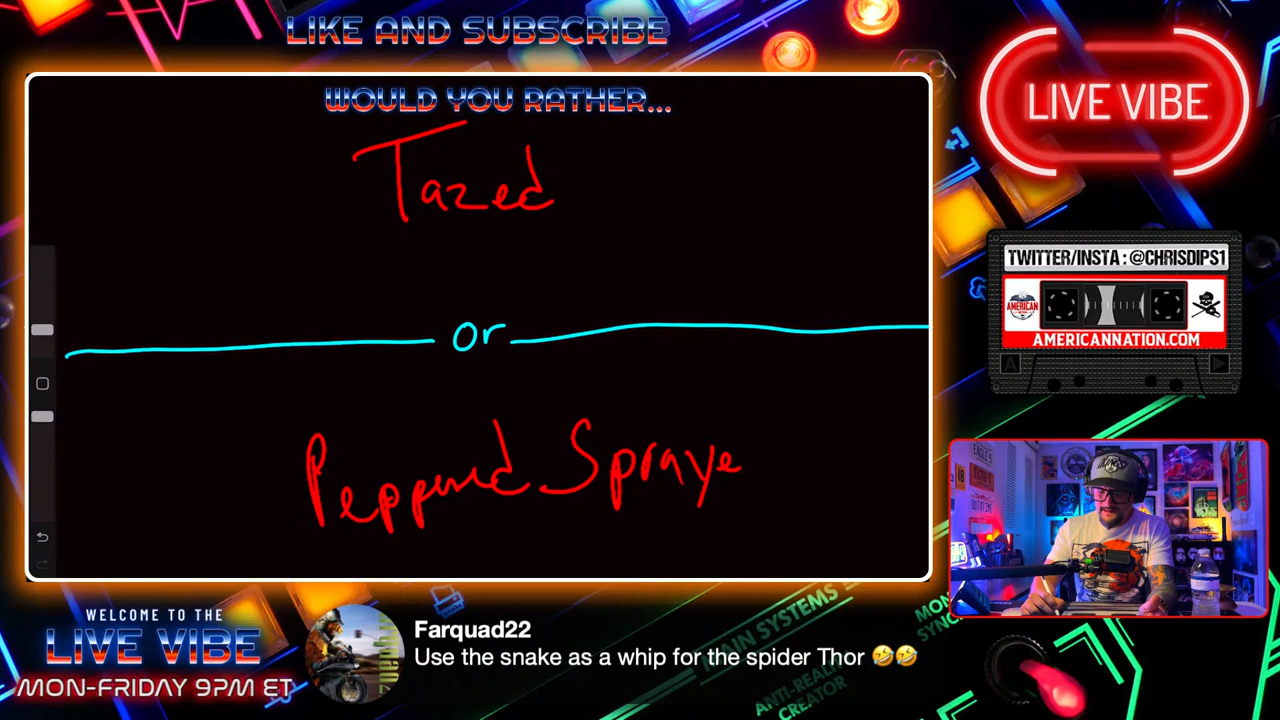 LIKE AND SUBSCRIBE
WOULD YOU RATHER...
Tazed
or
Peppered Spraye
LIVE VIBE
TWITTER/INSTA : @CHRISDIPS1
AMERICAN
AMERICANNATION.COM
A
WELCOME TO THE
LIVE VIBE
MON-FRIDAY 9PM ET
Farquad22
Use the snake as a whip for the spider Thor 🤣🤣